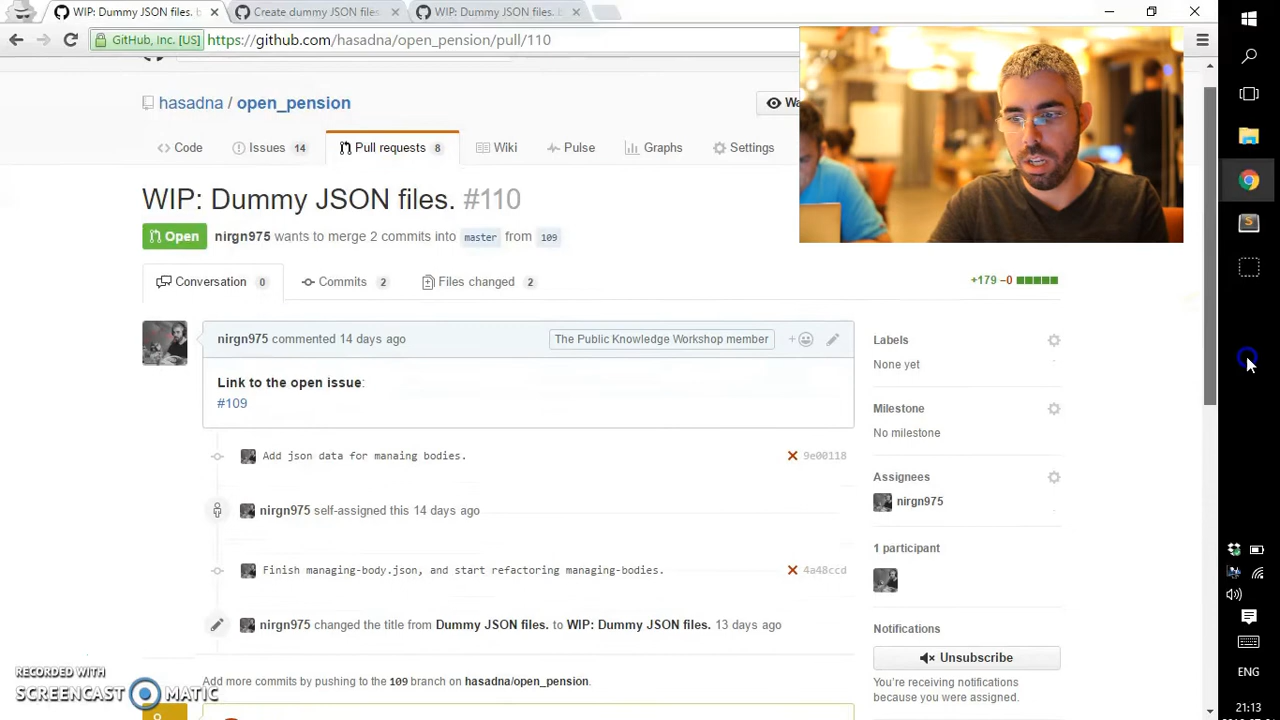 WIP: Dummy JSON files. b
Create dummy JSON files
WIP: Dummy JSON files. b
GitHub, Inc. [US]
https://github.com/hasadna/open_pension/pull/110
hasadna / open_pension
Wa
Code
Issues 14
Pull requests 8
Wiki
Pulse
Graphs
Settings
WIP: Dummy JSON files. #110
Open
nirgn975 wants to merge 2 commits into master from 109
Conversation 0
Commits 2
Files changed 2
+179 −0
nirgn975 commented 14 days ago
The Public Knowledge Workshop member
Link to the open issue:
#109
Labels
None yet
Milestone
No milestone
Assignees
nirgn975
Add json data for manaing bodies.
9e00118
nirgn975 self-assigned this 14 days ago
1 participant
Finish managing-body.json, and start refactoring managing-bodies.
4a48ccd
nirgn975 changed the title from Dummy JSON files. to WIP: Dummy JSON files. 13 days ago
Notifications
Unsubscribe
You're receiving notifications
because you were assigned.
Add more commits by pushing to the 109 branch on hasadna/open_pension.
RECORDED WITH
SCREENCAST MATIC
ENG
21:13